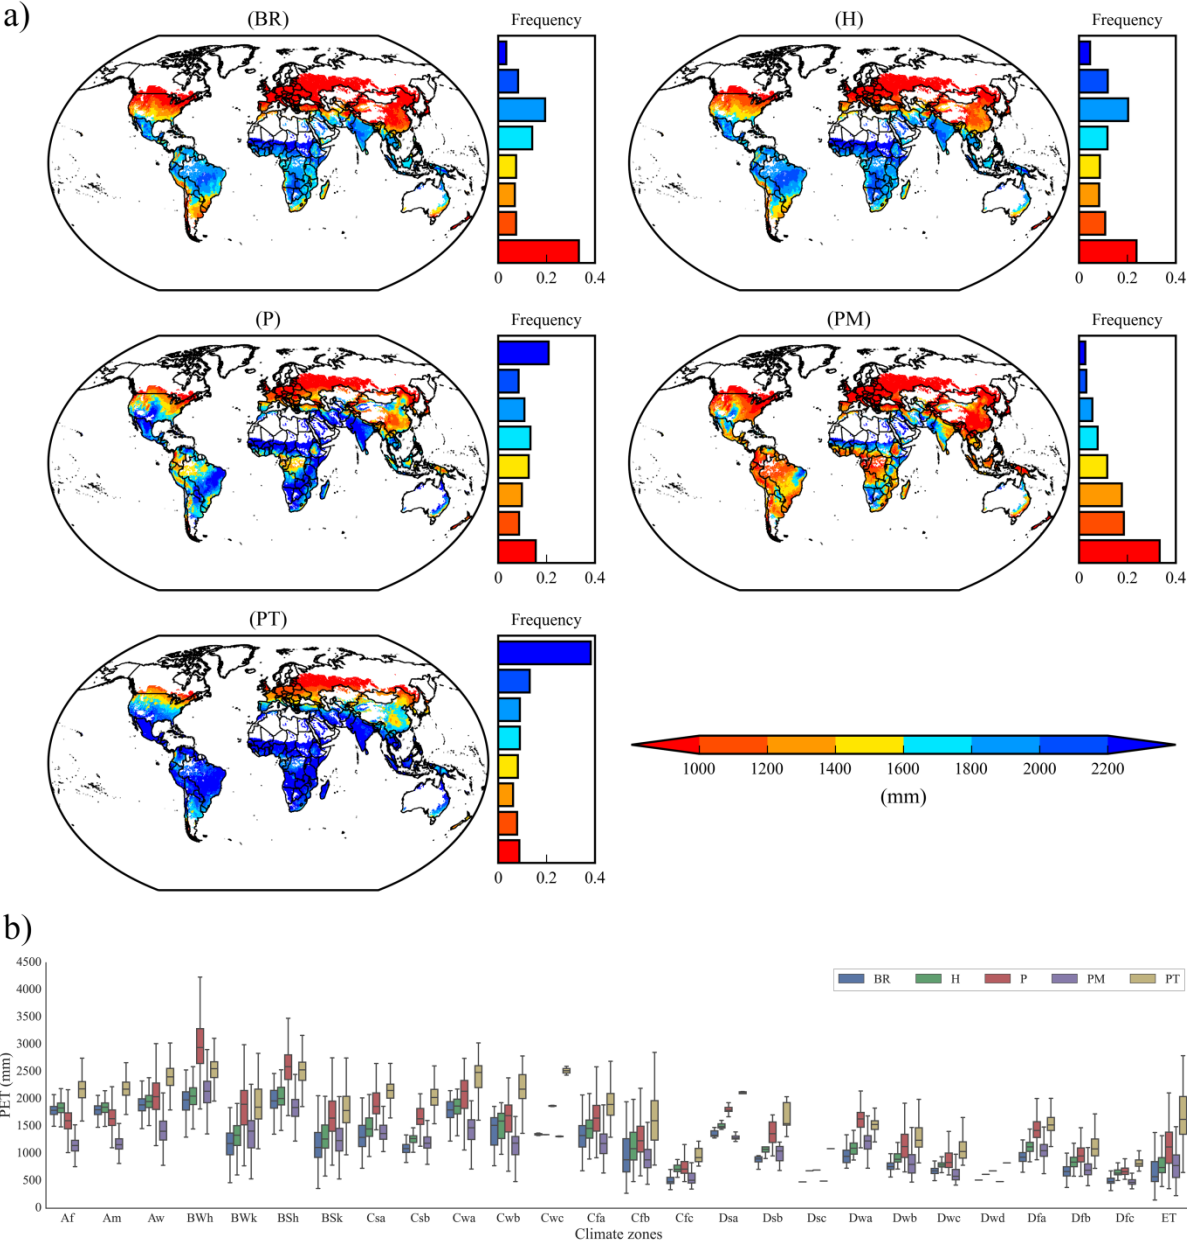 a)
(BR) Frequency (H) Frequency
0 0.2 0.4 0 0.2 0.4
(P) Frequency (PM) Frequency
0 0.2 0.4 0 0.2 0.4
(PT) Frequency
1000 1200 1400 1600 1800 2000 2200
(mm)
0 0.2 0.4
b)
4500
4000
3500
3000
2500
2000
1500
1000
500
0
PET (mm)
BR H P PM PT
Af Am Aw BWh BWk BSh BSk Csa Csb Cwa Cwb Cwc Cfa Cfb Cfc Dsa Dsb Dsc Dwa Dwb Dwc Dwd Dfa Dfb Dfc ET
Climate zones